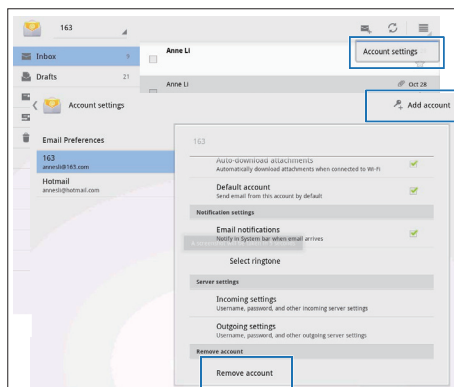 163
Account settings
Inbox 9
Anne Li
Drafts 21
Anne Li
Oct 28
Account settings
Add account
Email Preferences
163
annesli@163.com
Hotmail
annesli@hotmail.com
163
Auto-download attachments
Automatically download attachments when connected to Wi-Fi
Default account
Send email from this account by default
Notification settings
Email notifications
Notify in System bar when email arrives
Select ringtone
Server settings
Incoming settings
Username, password, and other incoming server settings
Outgoing settings
Username, password, and other outgoing server settings
Remove account
Remove account